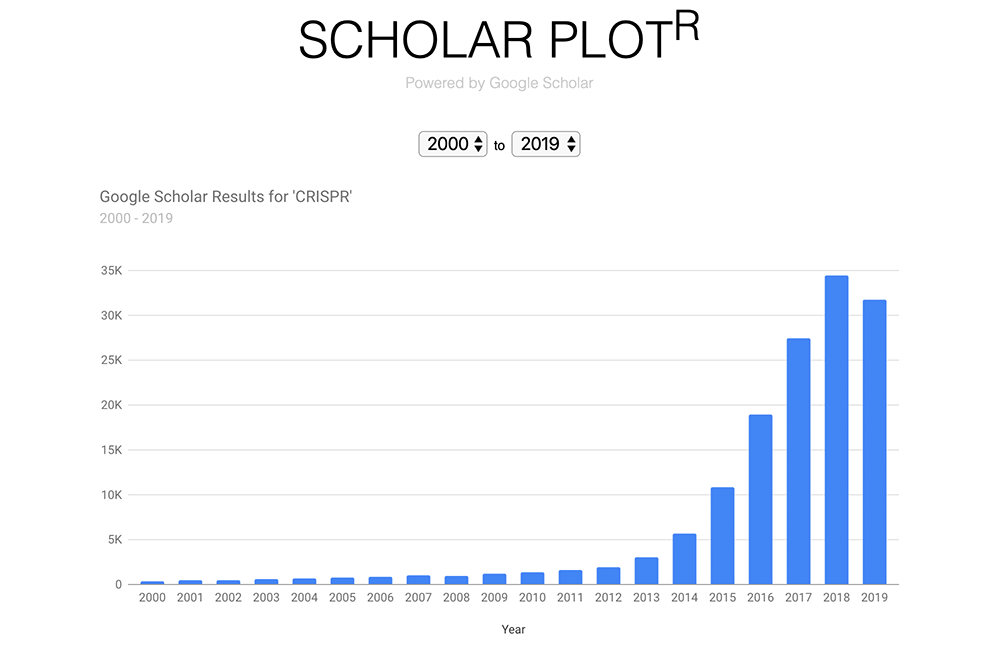 SCHOLAR PLOTR
Powered by Google Scholar
2000 to 2019
Google Scholar Results for 'CRISPR'
2000 - 2019
35K
30K
25K
20K
15K
10K
5K
0
2000 2001 2002 2003 2004 2005 2006 2007 2008 2009 2010 2011 2012 2013 2014 2015 2016 2017 2018 2019
Year